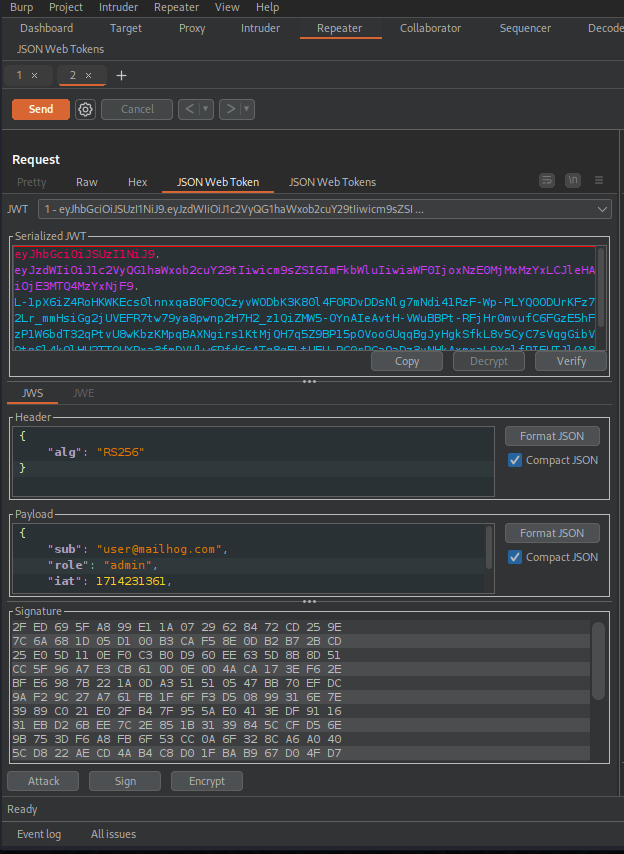 Burp Project Intruder Repeater View Help
Dashboard Target Proxy Intruder Repeater Collaborator Sequencer Decode
JSON Web Tokens
1 × 2 × +
Send Cancel < >
Request
Pretty Raw Hex JSON Web Token JSON Web Tokens \n
JWT 1 - eyJhbGciOiJSUzI1NiJ9.eyJzdWIiOiJ1c2VyQG1haWxob2cuY29tIiwicm9sZSI ...
Serialized JWT
eyJhbGciOiJSUzI1NiJ9.
eyJzdWIiOiJ1c2VyQG1haWxob2cuY29tIiwicm9sZSI6ImFkbWluIiwiaWF0IjoxNzE0MjMxMzYxLCJleHA
iOjE3MTQ4MzYxNjF9.
Copy Decrypt Verify
JWS JWE
Header
{
"alg": "RS256"
}
Format JSON
Compact JSON
Payload
{
"sub": "user@mailhog.com",
"role": "admin",
"iat": 1714231361,
Format JSON
Compact JSON
Signature
2F ED 69 5F A8 99 E1 1A 07 29 62 84 72 CD 25 9E
7C 6A 68 1D 05 D1 00 B3 CA F5 8E 0D B2 B7 2B CD
25 E0 5D 11 0E F0 C3 B0 D9 60 EE 63 5D 8B 8D 51
CC 5F 96 A7 E3 CB 61 0D 0E 0D 4A CA 17 3E F6 2E
BF E6 98 7B 22 1A 0D A3 51 51 05 47 BB 70 EF DC
9A F2 9C 27 A7 61 FB 1F 6F F3 D5 08 99 31 6E 7E
39 89 C0 21 E0 2F B4 7F 95 5A E0 41 3E DF 91 16
31 EB D2 6B EE 7C 2E 85 1B 31 39 84 5C CF D5 6E
9B 75 3D F6 A8 FB 6F 53 CC 0A 6F 32 8C A6 A0 40
5C D8 22 AE CD 4A B4 C8 D0 1F BA B9 67 D0 4F D7
Attack Sign Encrypt
Ready
Event log All issues